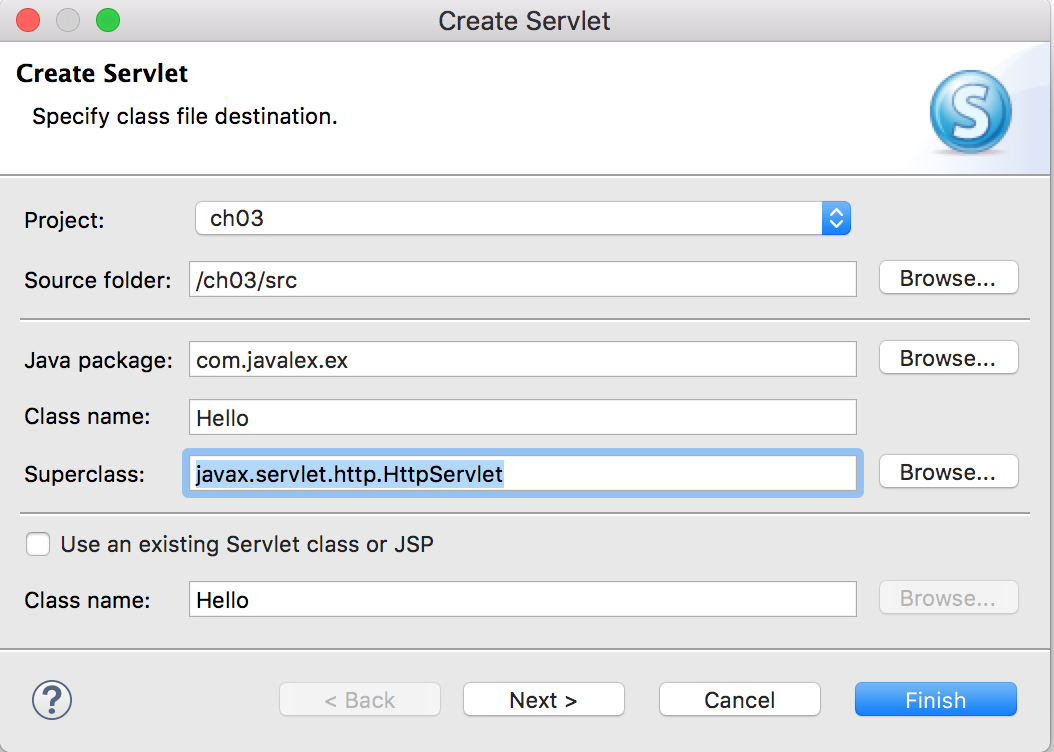 Create Servlet
Create Servlet
Specify class file destination.
S
Project: ch03
Source folder: /ch03/src Browse...
Java package: com.javalex.ex Browse...
Class name: Hello
Superclass: javax.servlet.http.HttpServlet Browse...
Use an existing Servlet class or JSP
Class name: Hello Browse...
? < Back Next > Cancel Finish